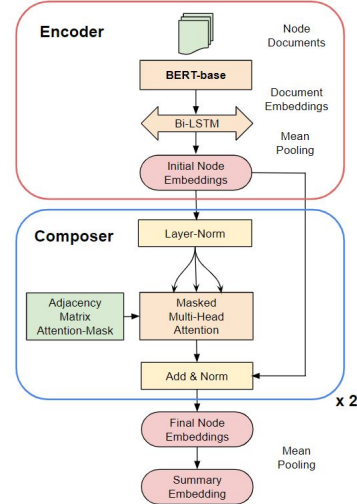 Encoder
Node
Documents
BERT-base
Document
Embeddings
Bi-LSTM
Mean
Pooling
Initial Node
Embeddings
Composer
Layer-Norm
Adjacency
Matrix
Attention-Mask
Masked
Multi-Head
Attention
Add & Norm
x 2
Final Node
Embeddings
Mean
Pooling
Summary
Embedding